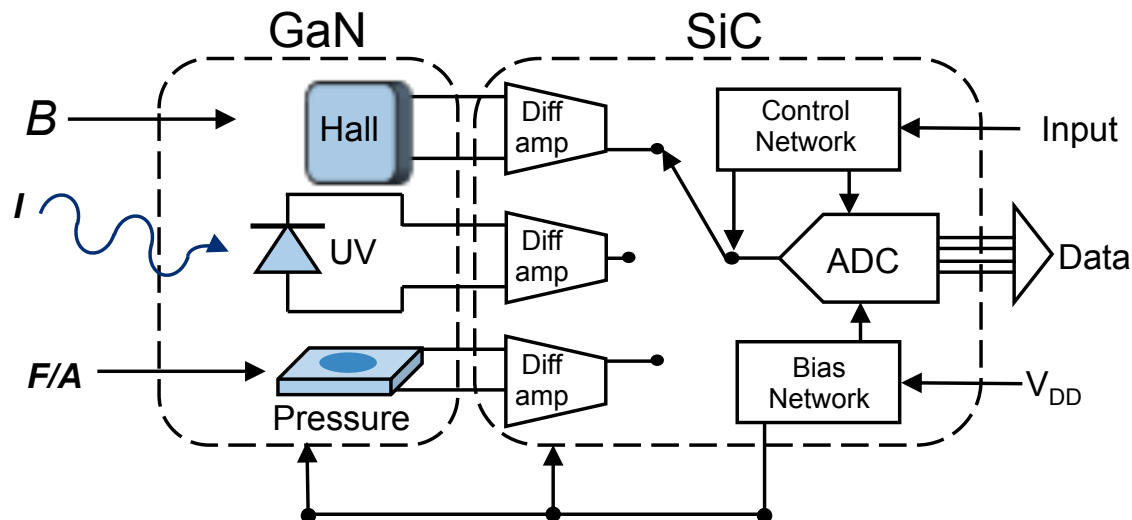 GaN
SiC
B
Hall
Diff
amp
Control
Network
Input
I
UV
Diff
amp
ADC
Data
F/A
Pressure
Diff
amp
Bias
Network
VDD